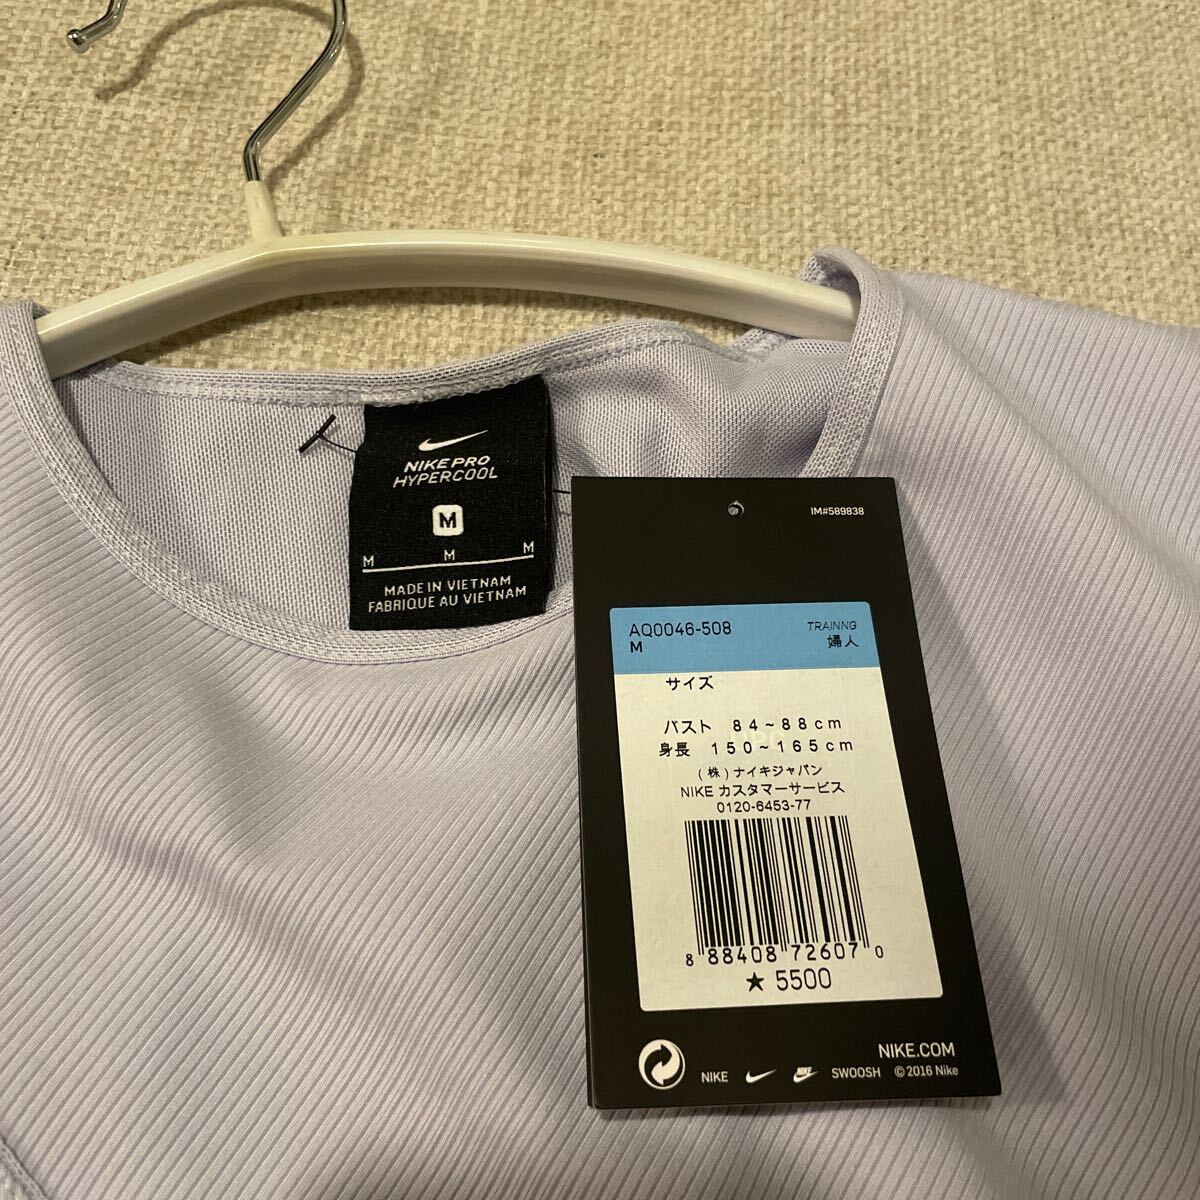 NIKE PRO
HYPERCOOL
M
M M M
MADE IN VIETNAM
FABRIQUE AU VIETNAM
IM#589838
AQ0046-508 TRAINNG
M 婦人
サイズ
バスト 84~88cm
身長 150~165cm
(株)ナイキジャパン
NIKE カスタマーサービス
0120-6453-77
8 88408 72607 0
★ 5500
NIKE.COM
NIKE NIKE SWOOSH © 2016 Nike